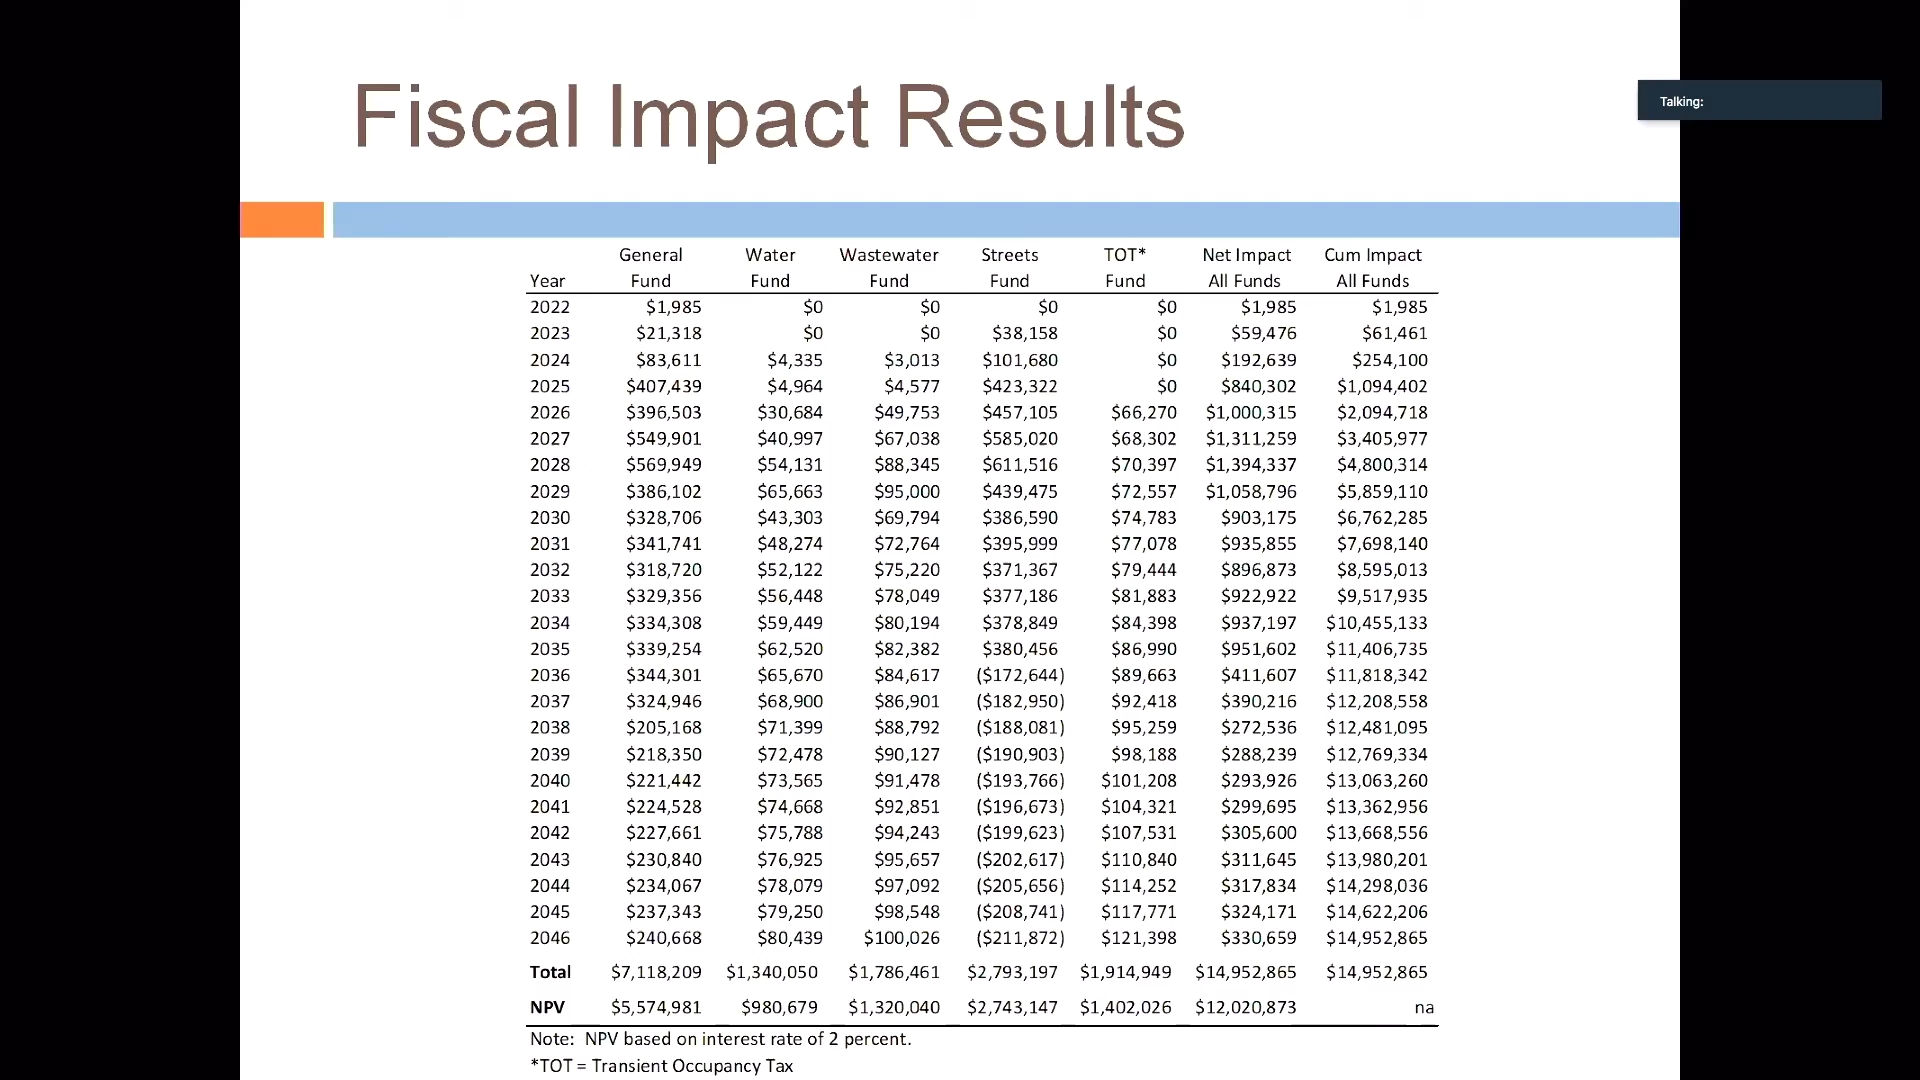 Fiscal Impact Results
Talking:
General Water Wastewater Streets TOT* Net Impact Cum Impact
Year Fund Fund Fund Fund Fund All Funds All Funds
2022 $1,985 $0 $0 $0 $0 $1,985 $1,985
2023 $21,318 $0 $0 $38,158 $0 $59,476 $61,461
2024 $83,611 $4,335 $3,013 $101,680 $0 $192,639 $254,100
2025 $407,439 $4,964 $4,577 $423,322 $0 $840,302 $1,094,402
2026 $396,503 $30,684 $49,753 $457,105 $66,270 $1,000,315 $2,094,718
2027 $549,901 $40,997 $67,038 $585,020 $68,302 $1,311,259 $3,405,977
2028 $569,949 $54,131 $88,345 $611,516 $70,397 $1,394,337 $4,800,314
2029 $386,102 $65,663 $95,000 $439,475 $72,557 $1,058,796 $5,859,110
2030 $328,706 $43,303 $69,794 $386,590 $74,783 $903,175 $6,762,285
2031 $341,741 $48,274 $72,764 $395,999 $77,078 $935,855 $7,698,140
2032 $318,720 $52,122 $75,220 $371,367 $79,444 $896,873 $8,595,013
2033 $329,356 $56,448 $78,049 $377,186 $81,883 $922,922 $9,517,935
2034 $334,308 $59,449 $80,194 $378,849 $84,398 $937,197 $10,455,133
2035 $339,254 $62,520 $82,382 $380,456 $86,990 $951,602 $11,406,735
2036 $344,301 $65,670 $84,617 ($172,644) $89,663 $411,607 $11,818,342
2037 $324,946 $68,900 $86,901 ($182,950) $92,418 $390,216 $12,208,558
2038 $205,168 $71,399 $88,792 ($188,081) $95,259 $272,536 $12,481,095
2039 $218,350 $72,478 $90,127 ($190,903) $98,188 $288,239 $12,769,334
2040 $221,442 $73,565 $91,478 ($193,766) $101,208 $293,926 $13,063,260
2041 $224,528 $74,668 $92,851 ($196,673) $104,321 $299,695 $13,362,956
2042 $227,661 $75,788 $94,243 ($199,623) $107,531 $305,600 $13,668,556
2043 $230,840 $76,925 $95,657 ($202,617) $110,840 $311,645 $13,980,201
2044 $234,067 $78,079 $97,092 ($205,656) $114,252 $317,834 $14,298,036
2045 $237,343 $79,250 $98,548 ($208,741) $117,771 $324,171 $14,622,206
2046 $240,668 $80,439 $100,026 ($211,872) $121,398 $330,659 $14,952,865
Total $7,118,209 $1,340,050 $1,786,461 $2,793,197 $1,914,949 $14,952,865 $14,952,865
NPV $5,574,981 $980,679 $1,320,040 $2,743,147 $1,402,026 $12,020,873 na
Note: NPV based on interest rate of 2 percent.
*TOT = Transient Occupancy Tax